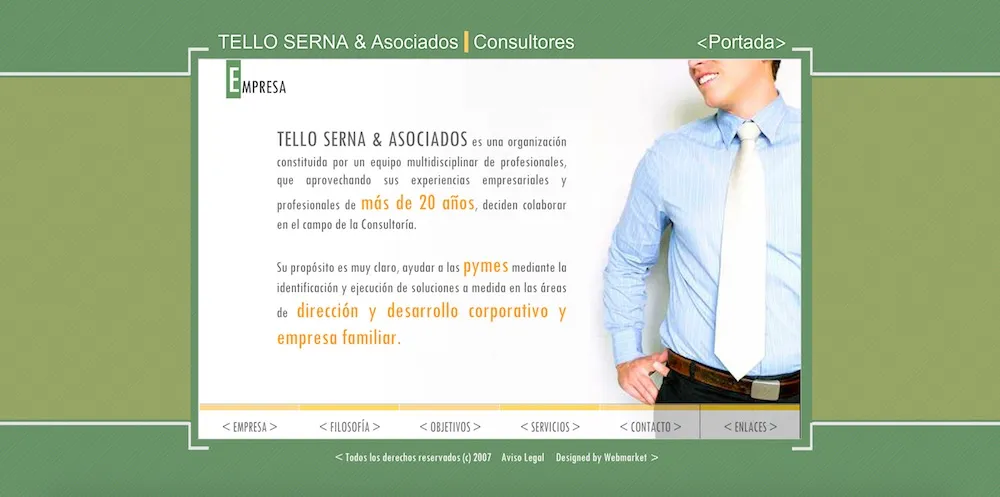 TELLO SERNA & Asociados | Consultores
<Portada>
EMPRESA
TELLO SERNA & ASOCIADOS es una organización
constituida por un equipo multidisciplinar de profesionales,
que aprovechando sus experiencias empresariales y
profesionales de más de 20 años, deciden colaborar
en el campo de la Consultoría.
Su propósito es muy claro, ayudar a las pymes mediante la
identificación y ejecución de soluciones a medida en las áreas
de dirección y desarrollo corporativo y
empresa familiar.
< EMPRESA > < FILOSOFÍA > < OBJETIVOS > < SERVICIOS > < CONTACTO > < ENLACES >
< Todos los derechos reservados (c) 2007 Aviso Legal Designed by Webmarket >